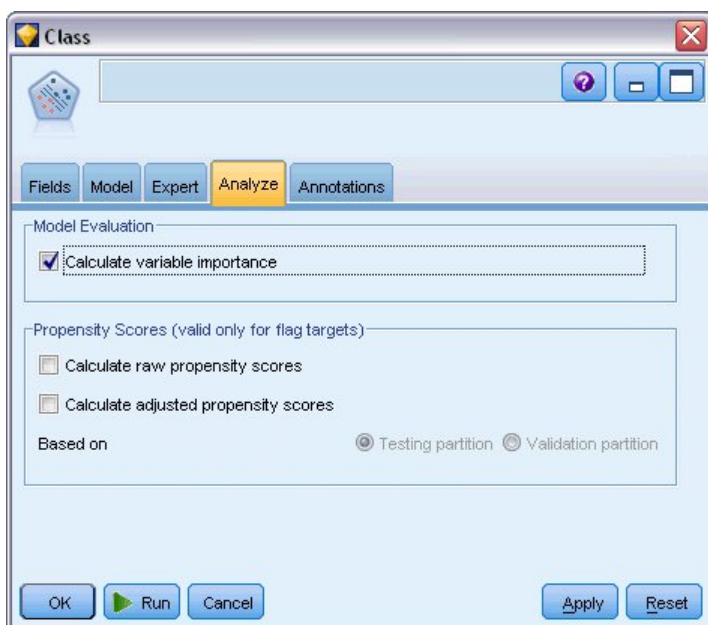 Class
Fields Model Expert Analyze Annotations
Model Evaluation
Calculate variable importance
Propensity Scores (valid only for flag targets)
Calculate raw propensity scores
Calculate adjusted propensity scores
Based on Testing partition Validation partition
OK Run Cancel Apply Reset